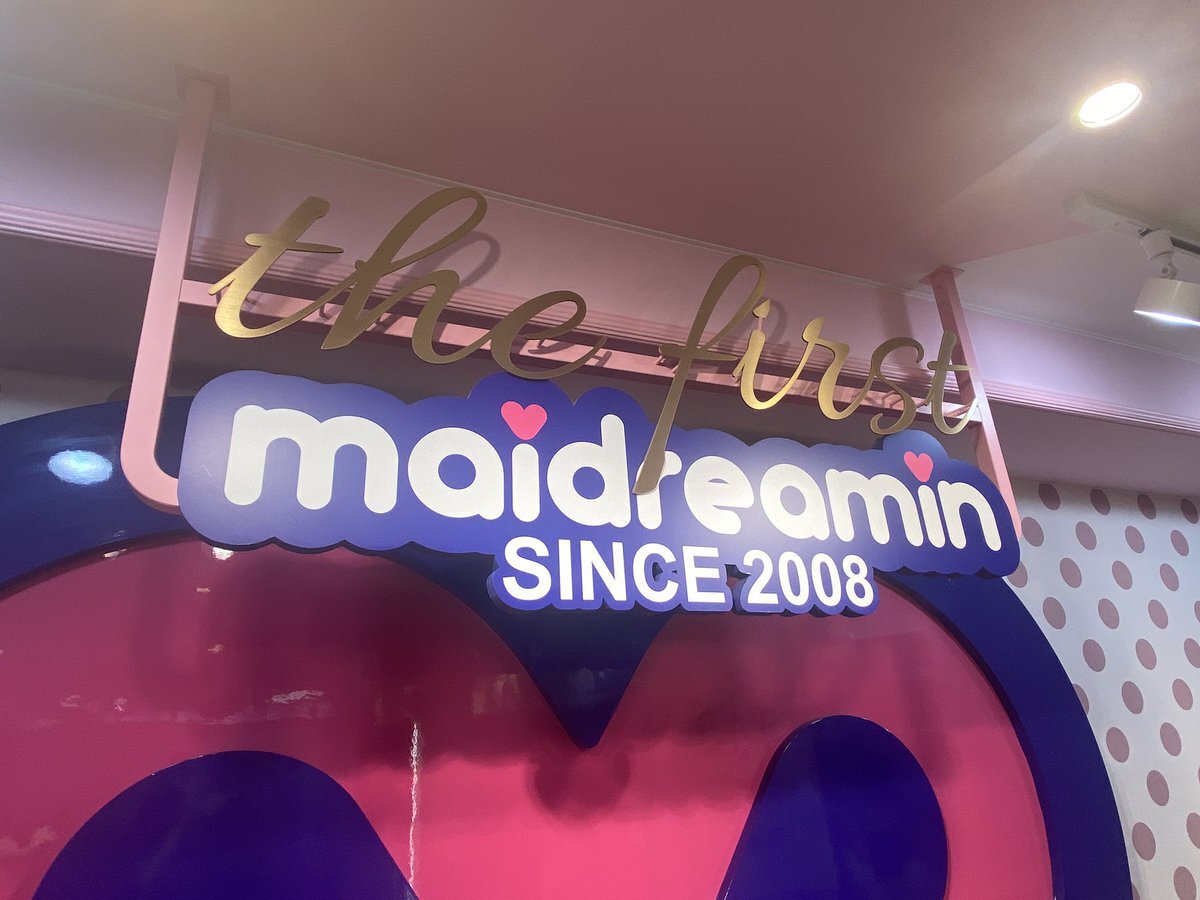 the first
maidreamin
SINCE 2008